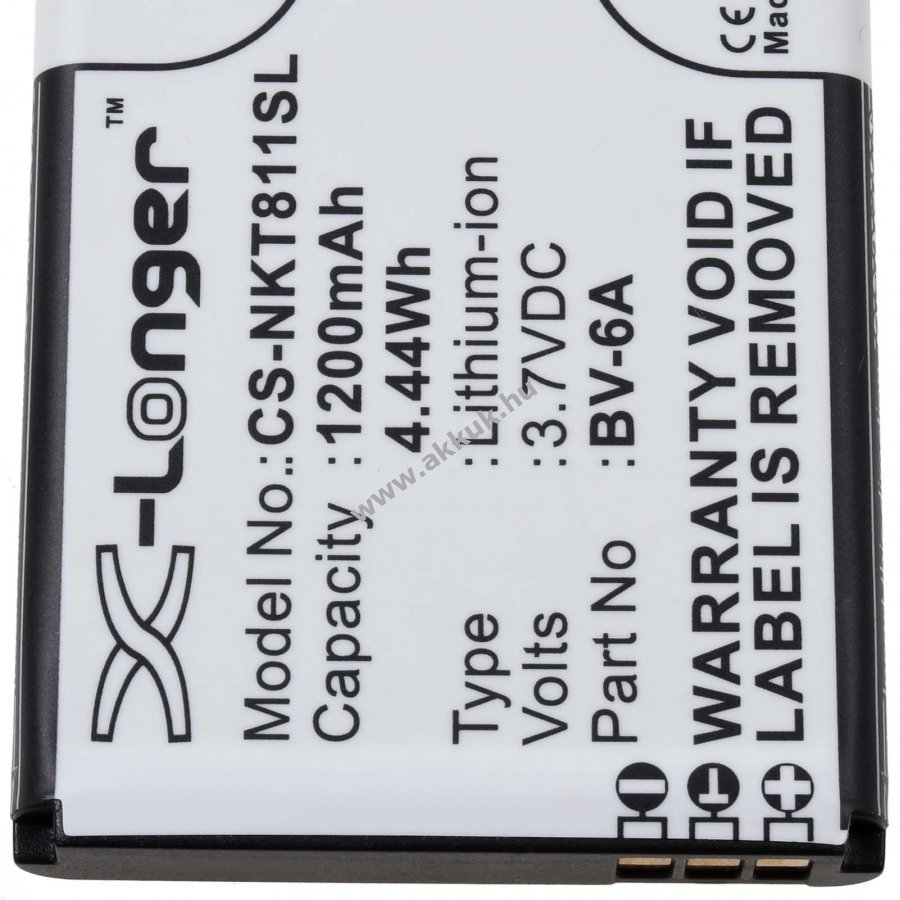 X-Longer™
Model No.:CS-NKT811SL
Capacity :1200mAh
4.44Wh
Type :Lithium-ion
Volts :3.7VDC
Part No :BV-6A
WARRANTY VOID IF
LABEL IS REMOVED
CE
Mad
www.akkuk.hu